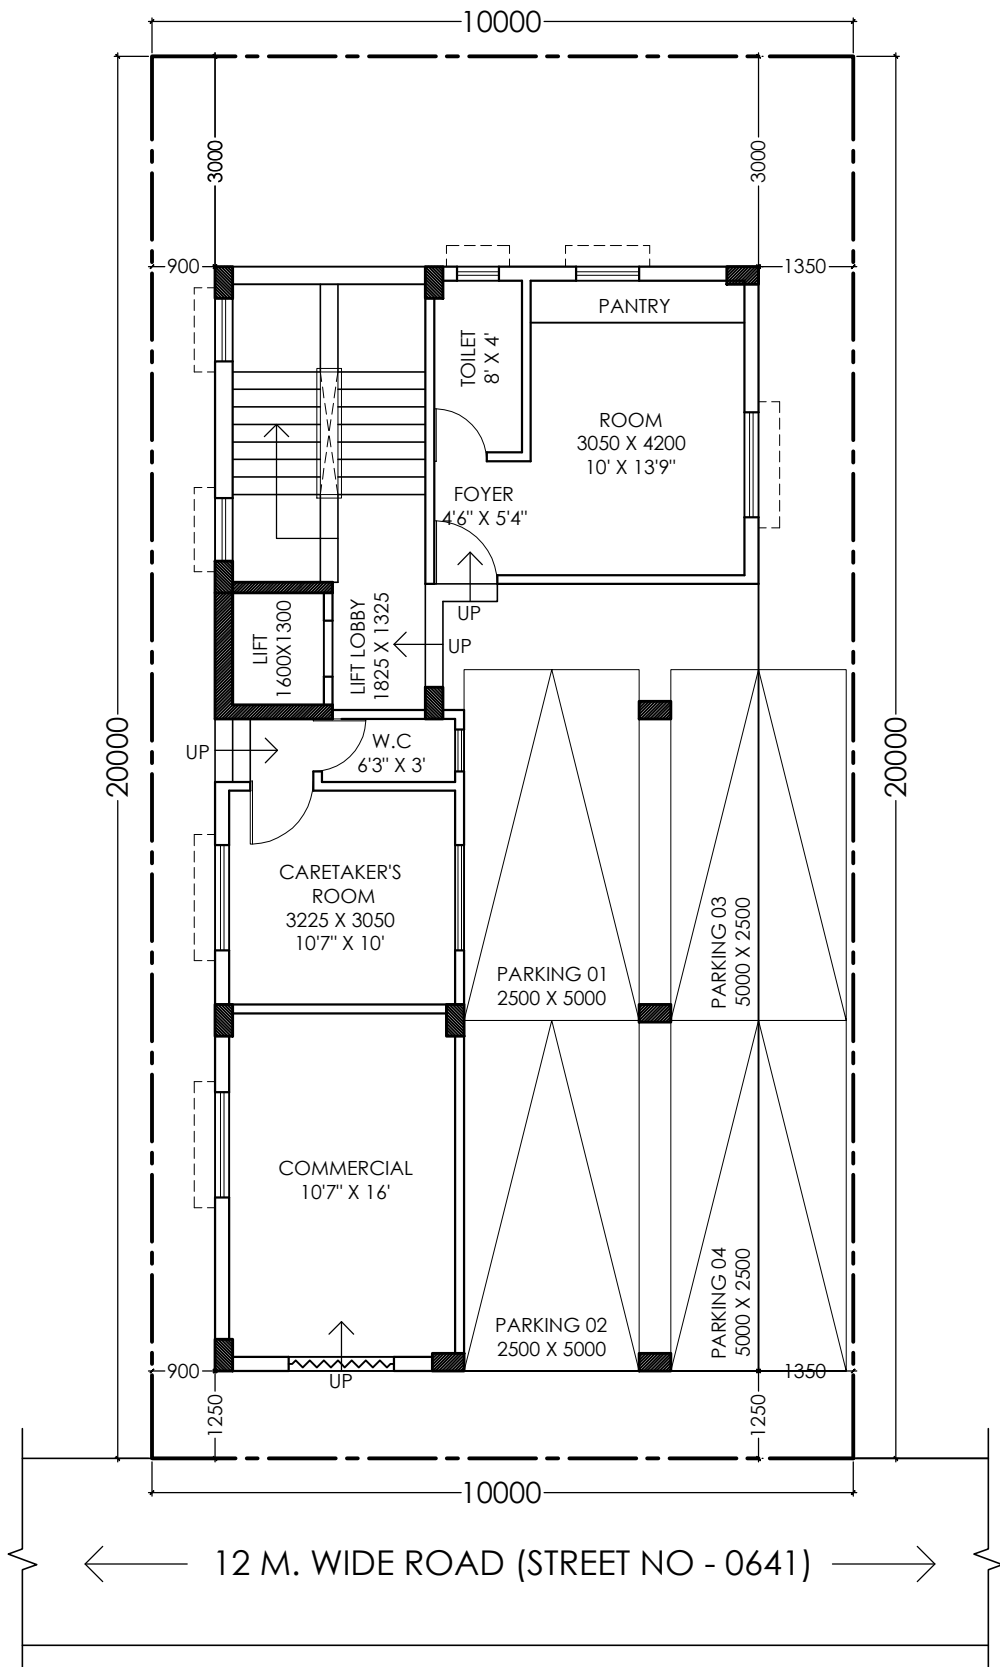 10000
3000
3000
900
1350
PANTRY
TOILET
8' X 4'
ROOM
3050 X 4200
10' X 13'9"
FOYER
4'6" X 5'4"
UP
UP
LIFT
1600X1300
LIFT LOBBY
1825 X 1325
20000
20000
UP
W.C
6'3" X 3'
CARETAKER'S
ROOM
3225 X 3050
10'7" X 10'
PARKING 01
2500 X 5000
PARKING 03
5000 X 2500
COMMERCIAL
10'7" X 16'
PARKING 02
2500 X 5000
PARKING 04
5000 X 2500
900
UP
1350
1250
1250
10000
12 M. WIDE ROAD (STREET NO - 0641)